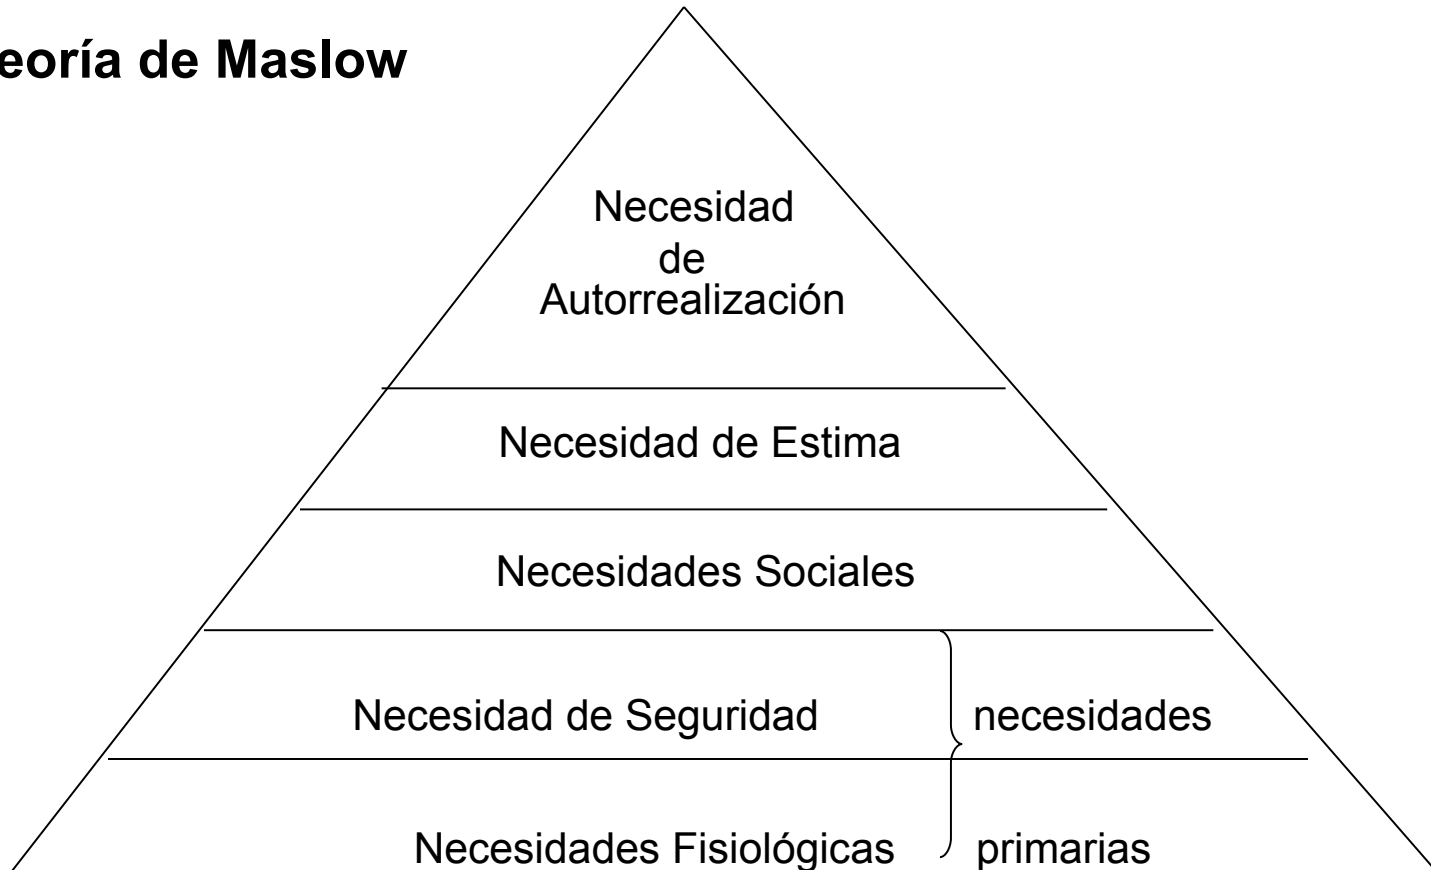 eoría de Maslow
Necesidad
de
Autorrealización
Necesidad de Estima
Necesidades Sociales
Necesidad de Seguridad
necesidades
Necesidades Fisiológicas
primarias